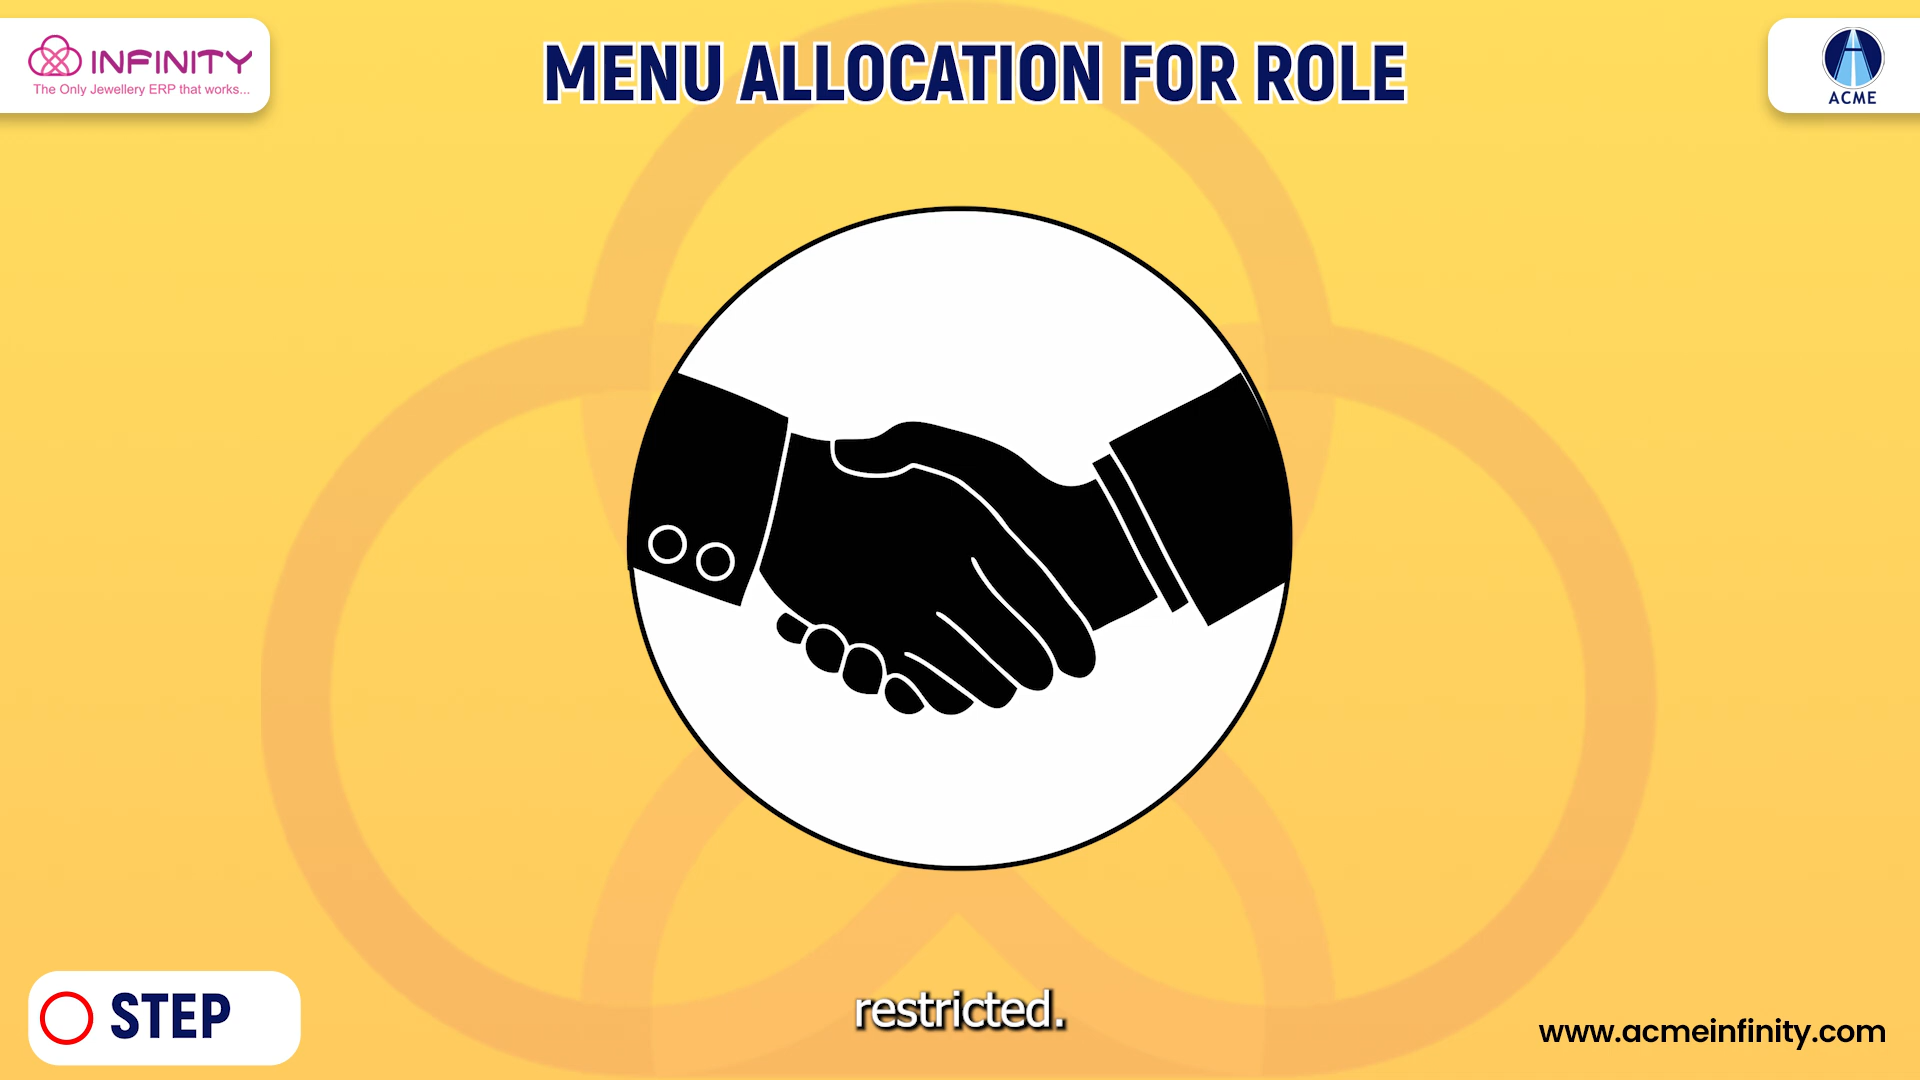 INFINITY
The Only Jewellery ERP that works...
MENU ALLOCATION FOR ROLE
ACME
STEP
restricted.
www.acmeinfinity.com